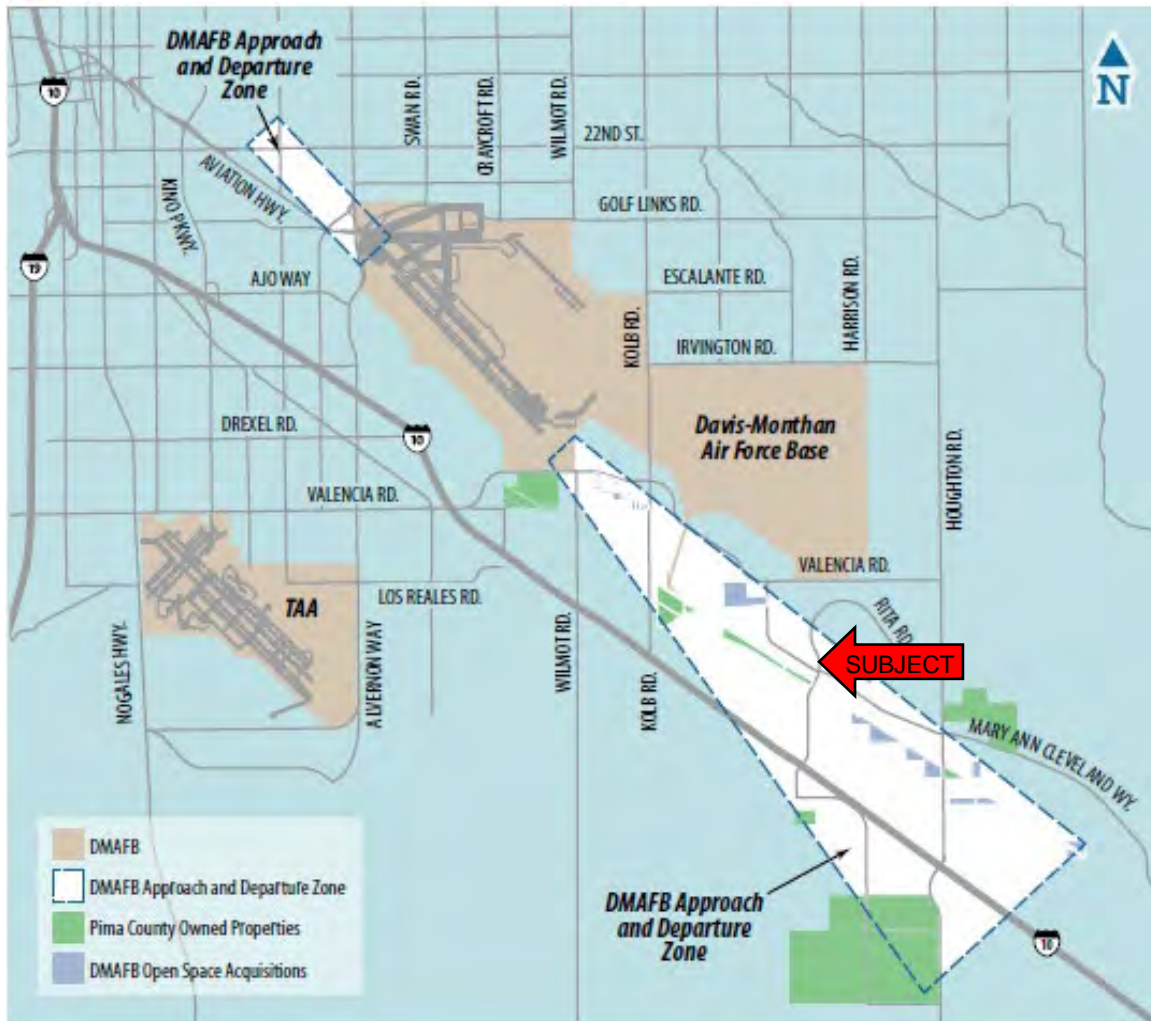 DMAFB Approach
and Departure
Zone
N
10
SWAN RD.
CRAYCROFT RD.
WILMOT RD.
22ND ST.
AVIATION HWY.
KINO PKWY.
GOLF LINKS RD.
19
AJO WAY
ESCALANTE RD.
HARRISON RD.
KOLB RD.
IRVINGTON RD.
DREXEL RD.
10
Davis-Monthan
Air Force Base
HOUGHTON RD.
VALENCIA RD.
VALENCIA RD.
TAA
LOS REALES RD.
RITA RD.
SUBJECT
NOGALES HWY.
ALVERNON WAY
WILMOT RD.
KOLB RD.
MARY ANN CLEVELAND WY.
DMAFB
DMAFB Approach and Departure Zone
Pima County Owned Properties
DMAFB Open Space Acquisitions
DMAFB Approach
and Departure
Zone
10